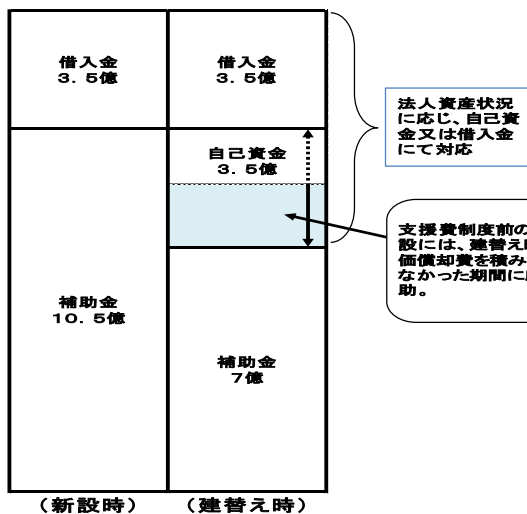 借入金
3.5億
借入金
3.5億
自己資金
3.5億
補助金
10.5億
補助金
7億
(新設時)
(建替え時)
法人資産状況
に応じ、自己資
金又は借入金
にて対応
支援費制度前の
設には、建替え
価償却費を積み
なかった期間に
助。